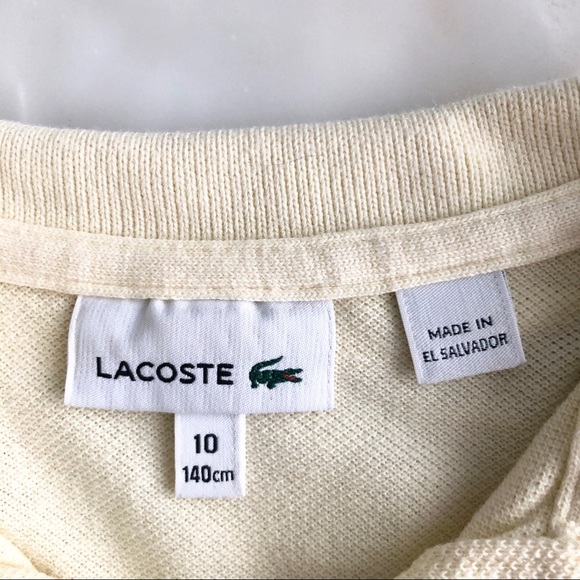 LACOSTE
10
140cm
MADE IN
EL SALVADOR